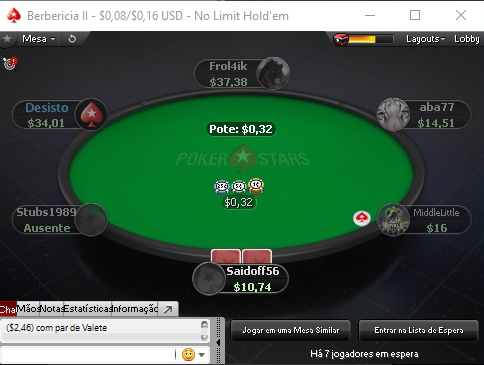 Berbericia II - $0,08/$0,16 USD - No Limit Hold'em
Mesa
Layouts
Lobby
Frol4ik
$37,38
Desisto
$34,01
aba77
$14,51
Pote: $0,32
POKER STARS
$0,32
Stubs1989
Ausente
MiddleLittle
$16
Saidoff56
$10,74
Cha Mãos Notas Estatísticas Informação
($2,46) com par de Valete
Jogar em uma Mesa Similar
Entrar na Lista de Espera
Há 7 jogadores em espera